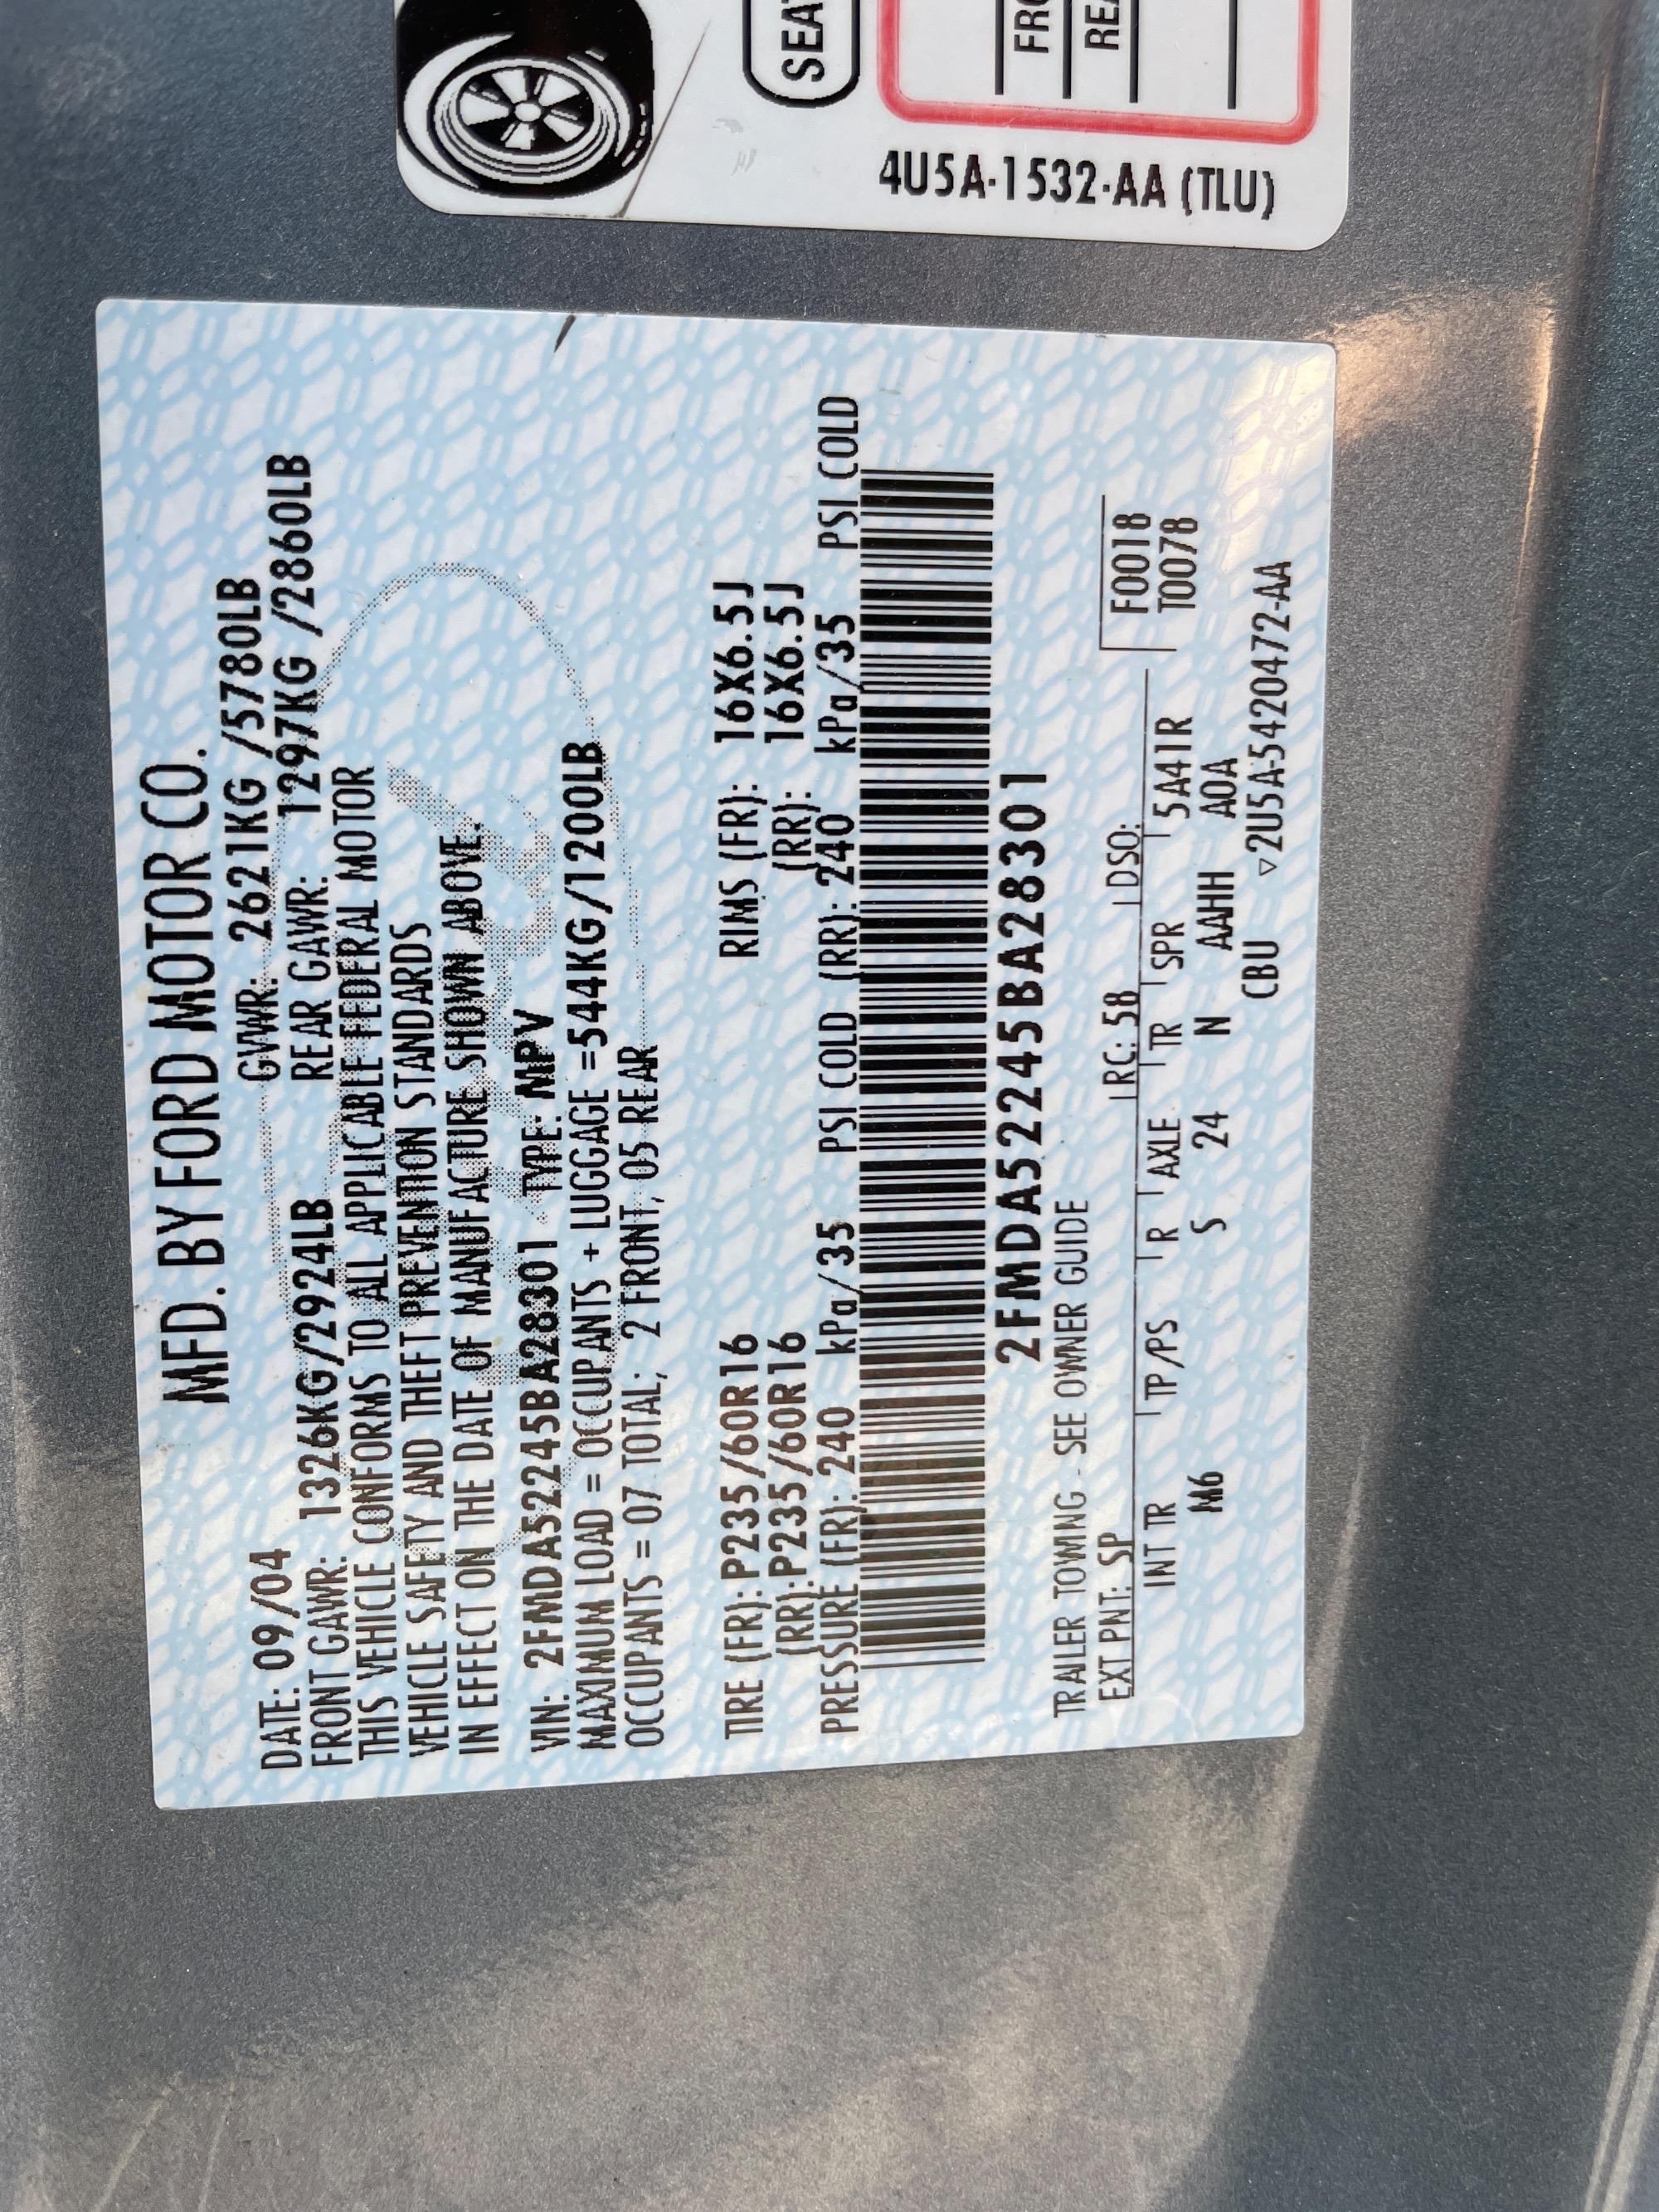 MFD. BY FORD MOTOR CO.
DATE: 09/04 GVWR: 2621KG /5780LB
FRONT GAWR: 1326KG/2924LB REAR GAWR: 1297KG /2860LB
THIS VEHICLE CONFORMS TO ALL APPLICABLE FEDERAL MOTOR
VEHICLE SAFETY AND THEFT PREVENTION STANDARDS
IN EFFECT ON THE DATE OF MANUFACTURE SHOWN ABOVE.
VIN: 2FMDA52245BA28301 TYPE: MPV
MAXIMUM LOAD = OCCUPANTS + LUGGAGE =544KG/1200LB
OCCUPANTS = 07 TOTAL; 2 FRONT, 05 REAR
TIRE (FR): P235/60R16 RIMS (FR): 16X6.5J
(RR): P235/60R16 (RR): 16X6.5J
PRESSURE (FR): 240 kPa/ 35 PSI COLD (RR): 240 kPa/35 PSI COLD
2FMDA52245BA28301
TRAILER TOWING - SEE OWNER GUIDE
EXT PNT: SP RC: 58 DSO: F0018
INT TR TP/PS R AXLE TR SPR 5A41R T0078
M6 S 24 N AAHH A0A
CBU ▽2U5A-5420472-AA
SEA
FRO
REA
4U5A-1532-AA (TLU)